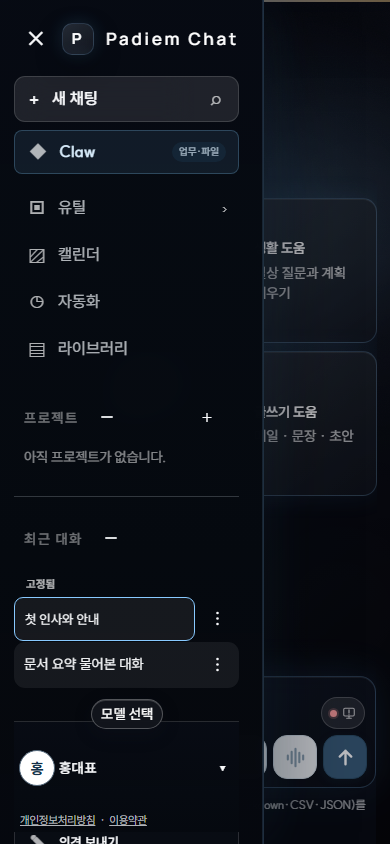 P Padiem Chat
+ 새 채팅
Claw 업무·파일
유틸
캘린더
자동화
라이브러리
프로젝트
아직 프로젝트가 없습니다.
최근 대화
고정됨
첫 인사와 안내
문서 요약 물어본 대화
모델 선택
홍 홍대표
개인정보처리방침 · 이용약관
의견 보내기
도움
상 질문과 계획
우기
쓰기 도움
일 · 문장 · 초안
own·CSV·JSON)를